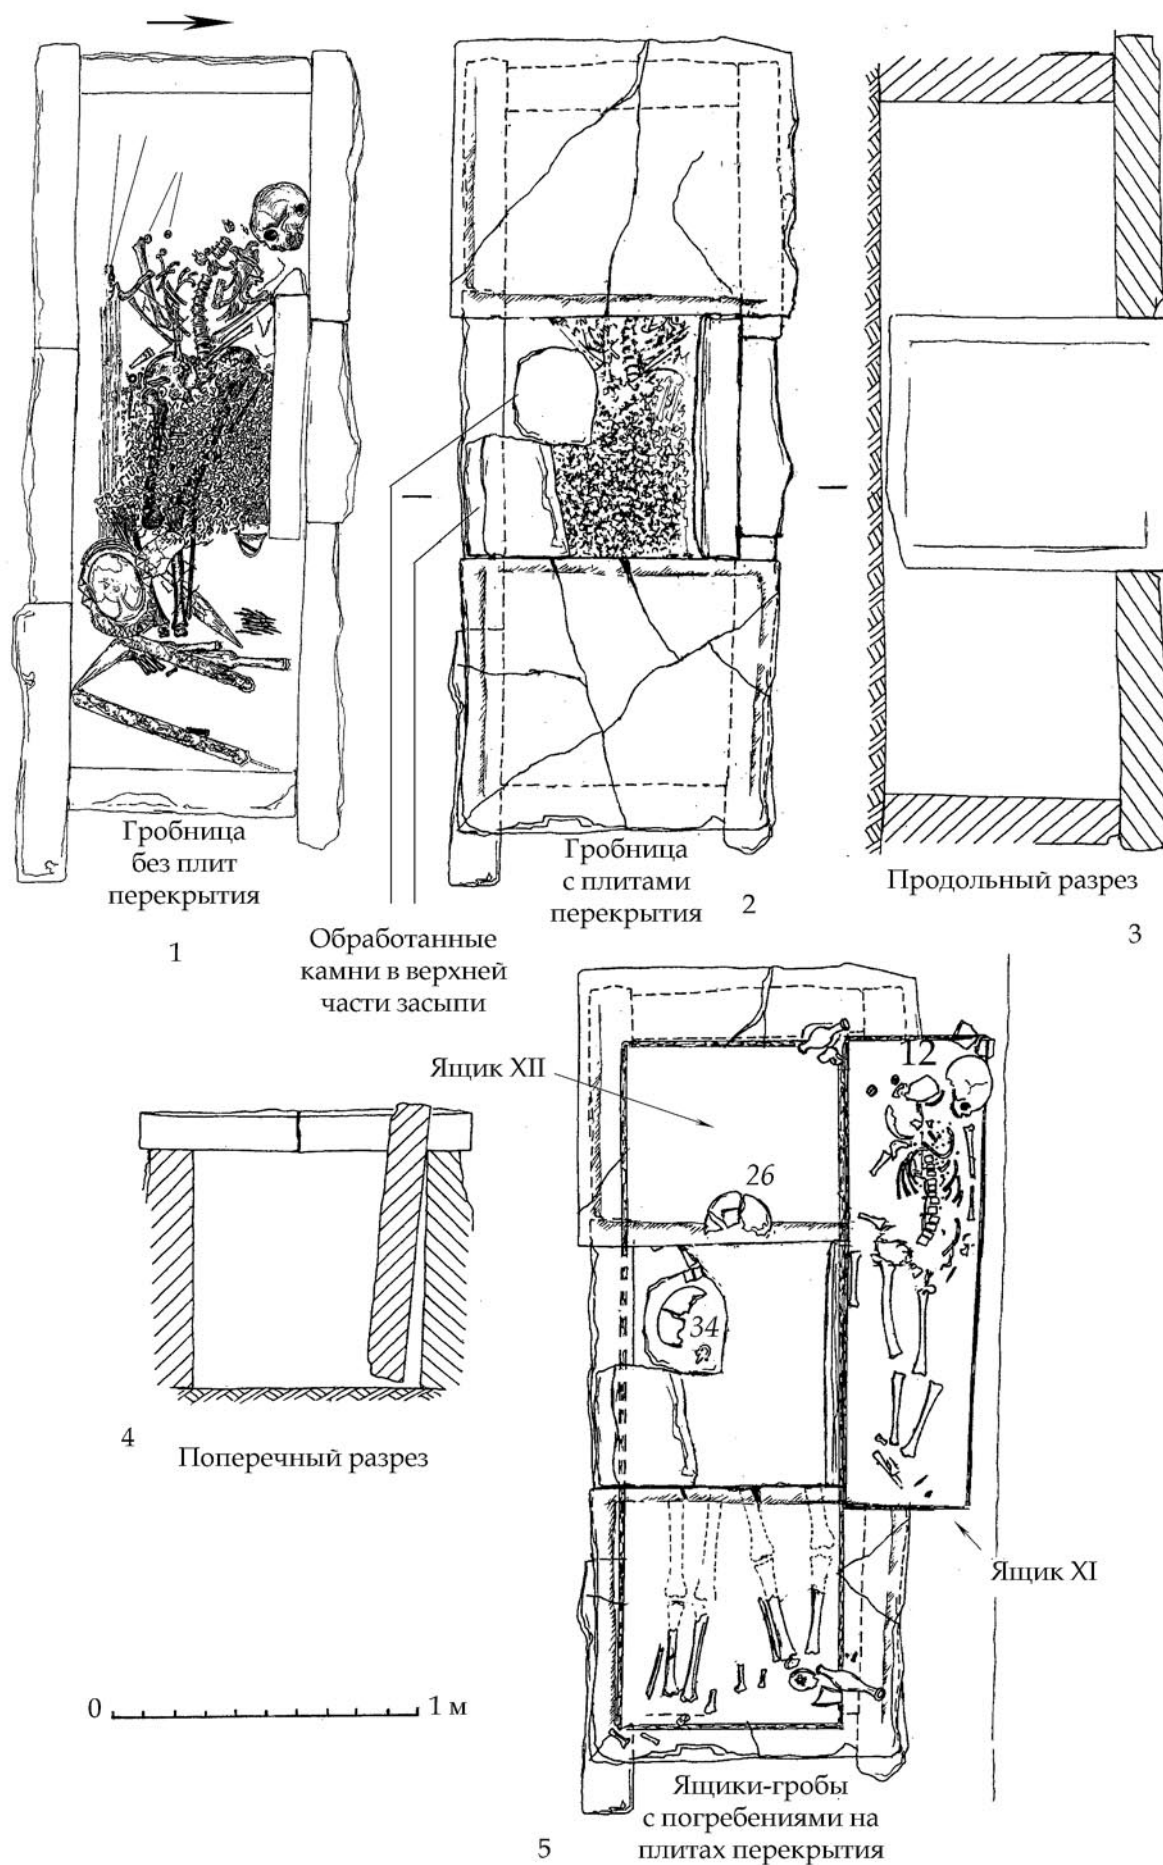 Гробница
без плит
перекрытия
1
Гробница
с плитами
перекрытия
2
Продольный разрез
3
Обработанные
камни в верхней
части засыпи
Ящик XII
12
26
34
4
Поперечный разрез
Ящик XI
0
1 м
Ящики-гробы
с погребениями на
плитах перекрытия
5